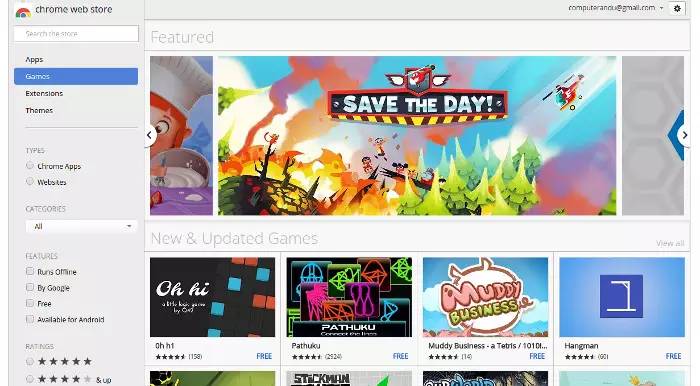 chrome web store
computerandu@gmail.com
Search the store
Apps
Games
Extensions
Themes
TYPES
Chrome Apps
Websites
CATEGORIES
All
FEATURES
Runs Offline
By Google
Free
Available for Android
RATINGS
& up
Featured
SAVE THE DAY!
New & Updated Games
View all
Oh hi
a little logic game
by Q42
0h h1
(158)
FREE
PATHUKU
Connect the lines
Pathuku
(2924)
FREE
MUDDY
BUSINESS
Muddy Business - a Tetris / 1010!...
(14)
FREE
Hangman
(60)
FREE
STICKMAN